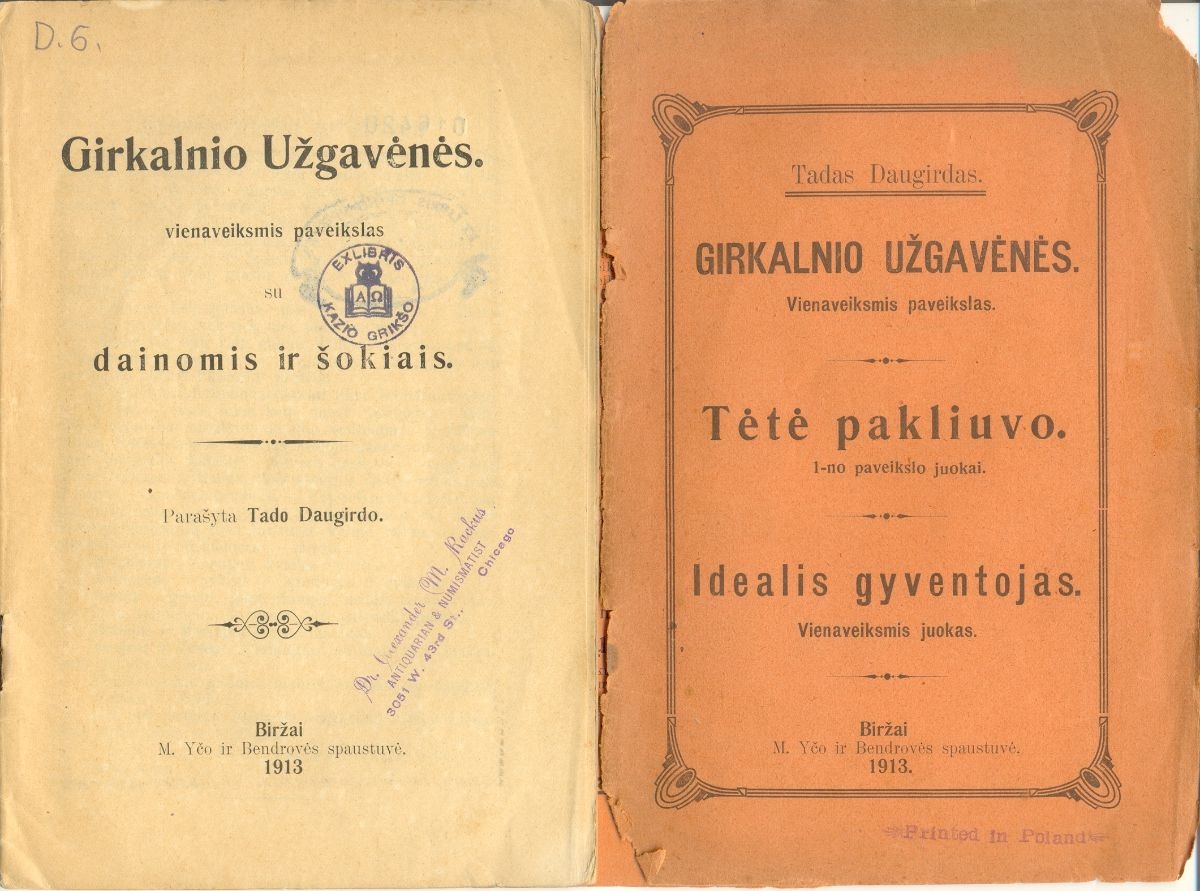 D. 6.
Girkalnio Užgavėnės.
vienaveiksmis paveikslas
su
EXLIBRIS
Α Ω
KAZIO GRIKŠO
dainomis ir šokiais.
Parašyta Tado Daugirdo.
Dr. Alexander M. Rackus
ANTIQUARIAN & NUMISMATIST
3051 W. 43rd St., Chicago
Biržai
M. Yčo ir Bendrovės spaustuvė.
1913
Tadas Daugirdas.
GIRKALNIO UŽGAVĖNĖS.
Vienaveiksmis paveikslas.
Tėtė pakliuvo.
1-no paveikslo juokai.
Idealis gyventojas.
Vienaveiksmis juokas.
Biržai
M. Yčo ir Bendrovės spaustuvė.
1913.
Printed in Poland